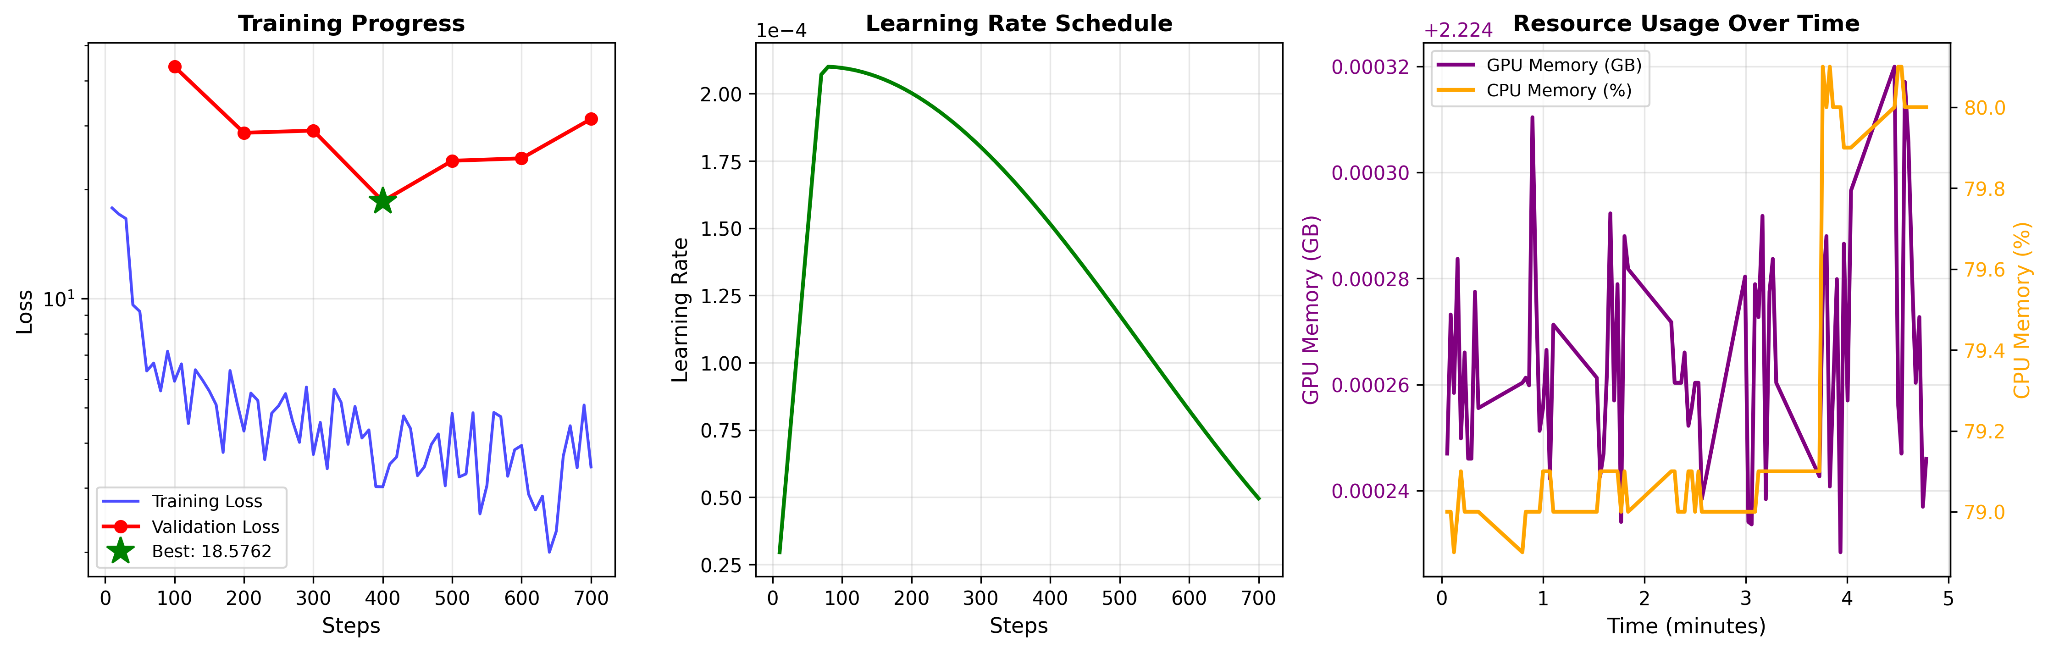 Training Progress
Loss
10¹
Training Loss
Validation Loss
Best: 18.5762
0 100 200 300 400 500 600 700
Steps
Learning Rate Schedule
1e−4
Learning Rate
2.00
1.75
1.50
1.25
1.00
0.75
0.50
0.25
0 100 200 300 400 500 600 700
Steps
Resource Usage Over Time
+2.224
GPU Memory (GB)
0.00032
0.00030
0.00028
0.00026
0.00024
GPU Memory (GB)
CPU Memory (%)
80.0
79.8
79.6
79.4
79.2
79.0
CPU Memory (%)
0 1 2 3 4 5
Time (minutes)